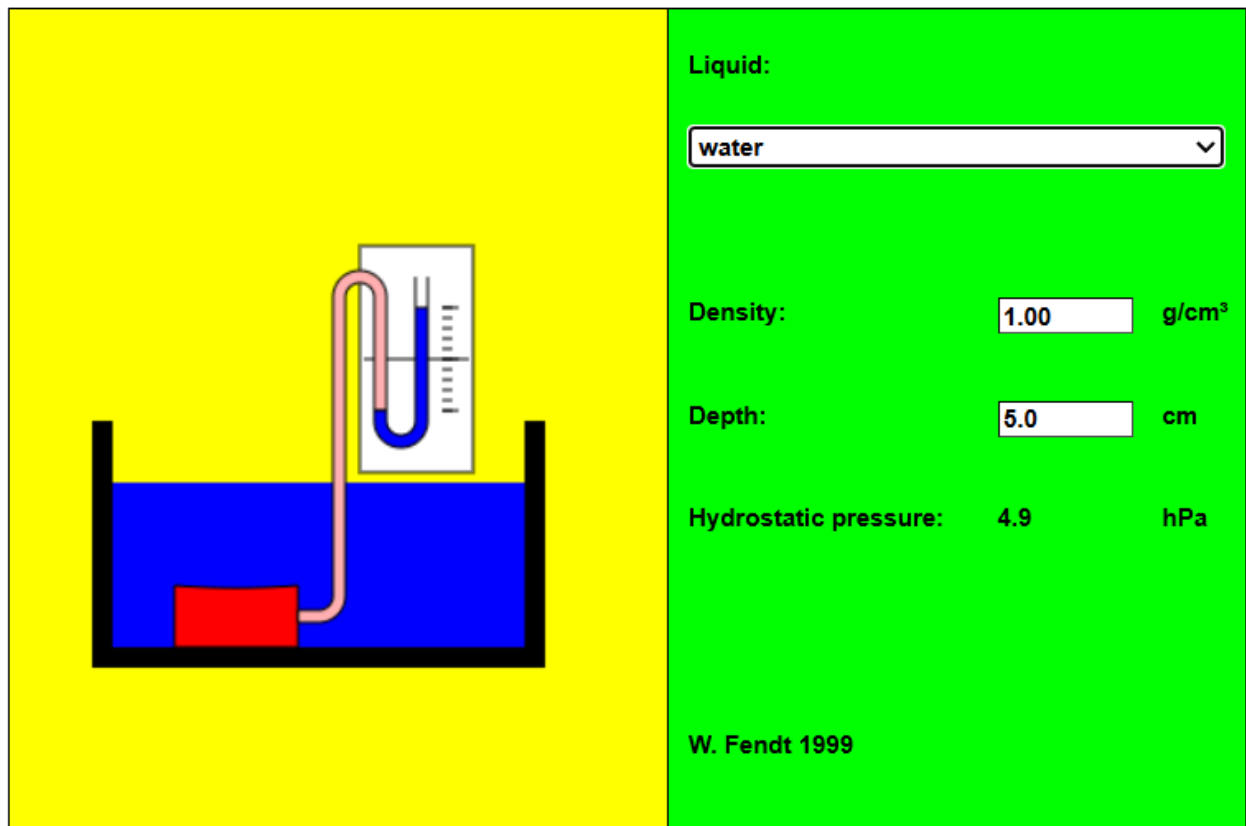 Liquid:
water
Density: 1.00 g/cm³
Depth: 5.0 cm
Hydrostatic pressure: 4.9 hPa
W. Fendt 1999